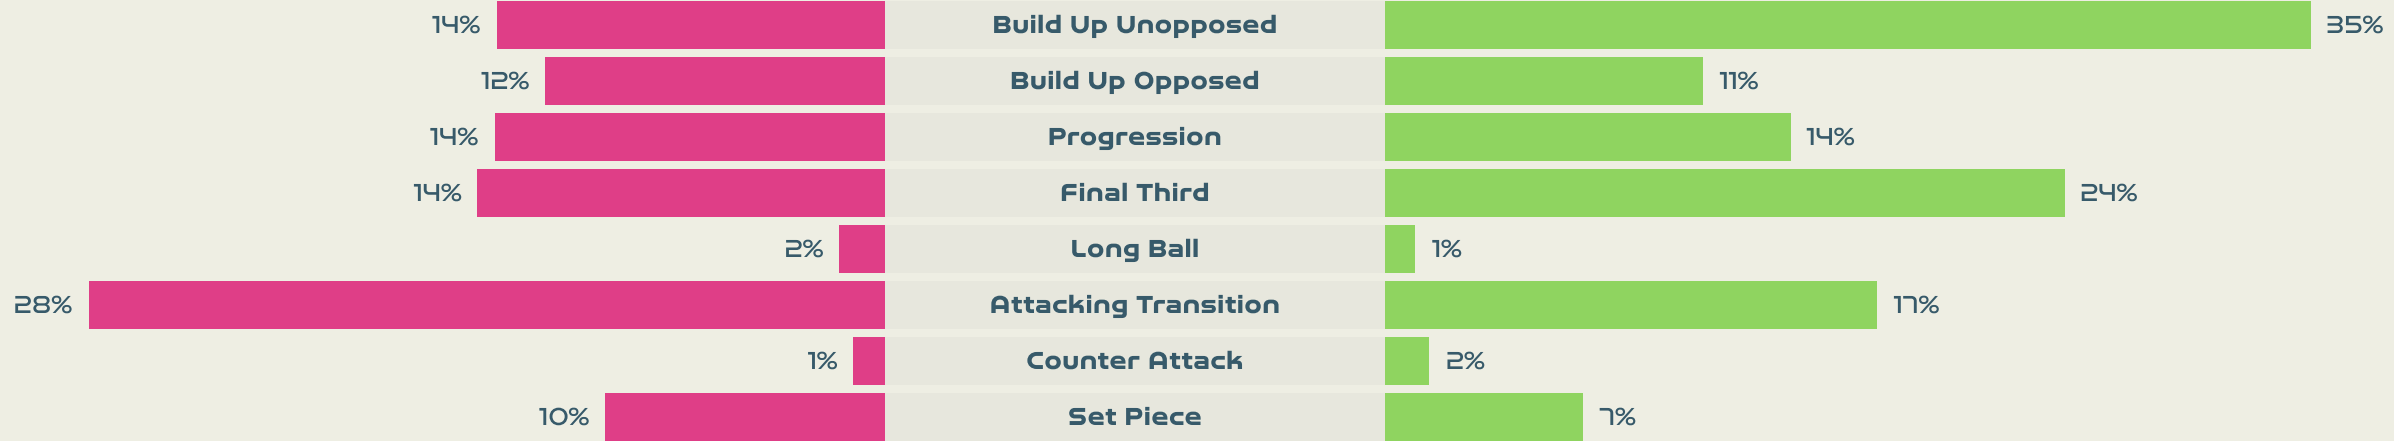 14% Build Up Unopposed 35%
12% Build Up Opposed 11%
14% Progression 14%
14% Final Third 24%
2% Long Ball 1%
28% Attacking Transition 17%
1% Counter Attack 2%
10% Set Piece 7%